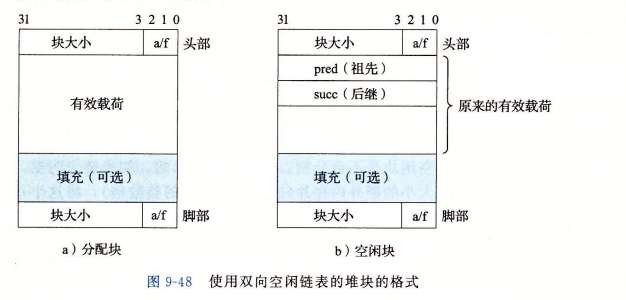 31 3 2 1 0
块大小 a/f 头部
有效载荷
填充（可选）
块大小 a/f 脚部
a）分配块
31 3 2 1 0
块大小 a/f 头部
pred（祖先）
succ（后继）
原来的有效载荷
填充（可选）
块大小 a/f 脚部
b）空闲块
图 9-48 使用双向空闲链表的堆块的格式